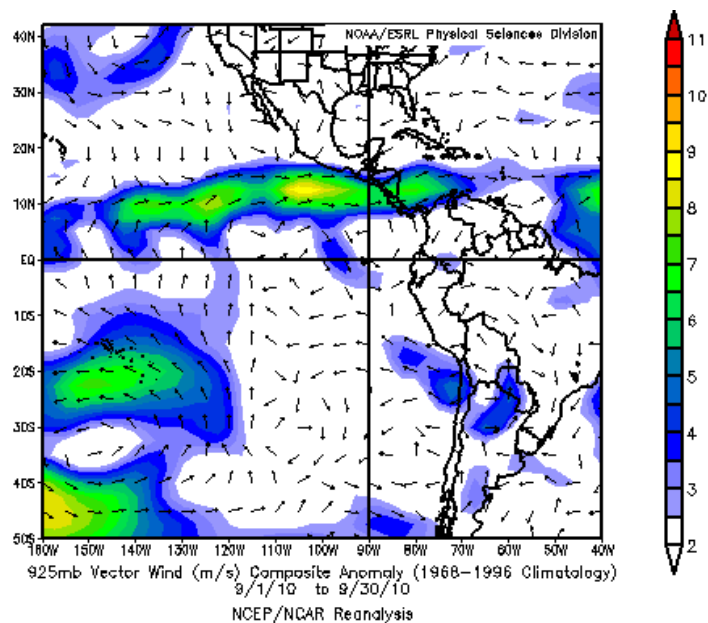 NOAA/ESRL Physical Sciences Division
40N
30N
20N
10N
EQ
10S
20S
30S
40S
50S
160W 150W 140W 130W 120W 110W 100W 90W 80W 70W 60W 50W 40W
11
10
9
8
7
6
5
4
3
2
925mb Vector Wind (m/s) Composite Anomaly (1968-1996 Climatology)
9/1/10 to 9/30/10
NCEP/NCAR Reanalysis